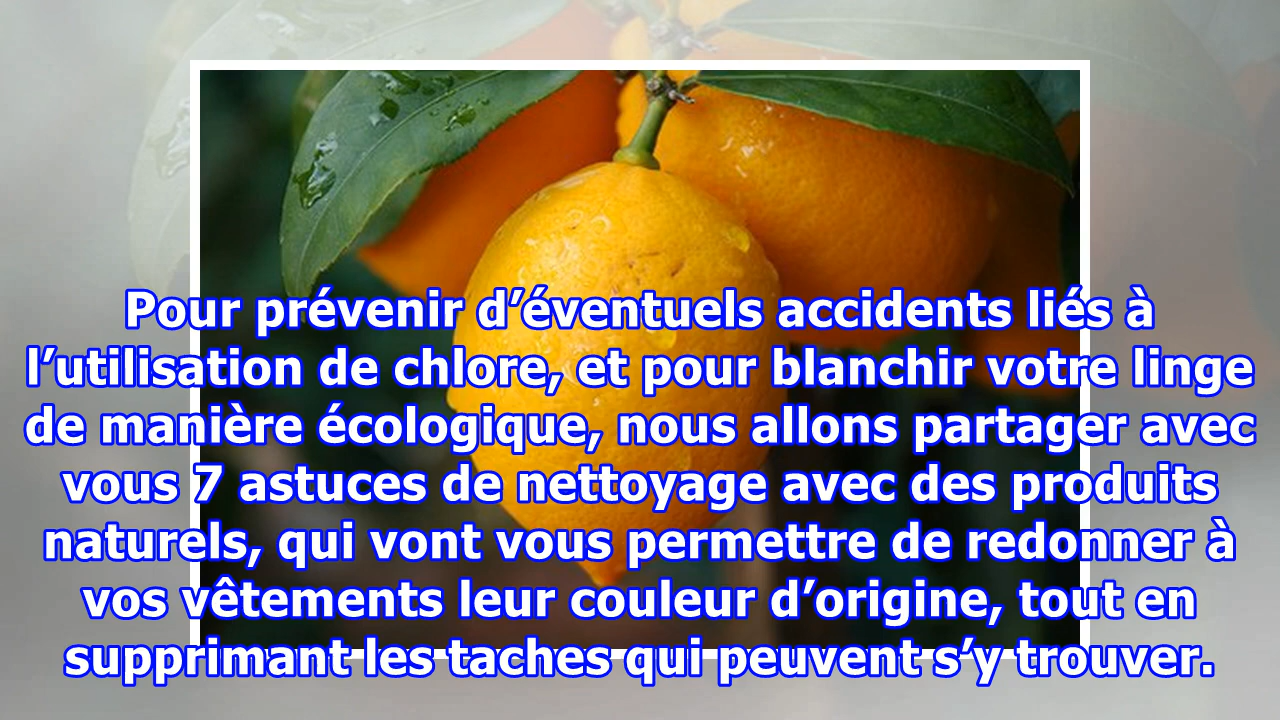 Pour prévenir d’éventuels accidents liés à
l’utilisation de chlore, et pour blanchir votre linge
de manière écologique, nous allons partager avec
vous 7 astuces de nettoyage avec des produits
naturels, qui vont vous permettre de redonner à
vos vêtements leur couleur d’origine, tout en
supprimant les taches qui peuvent s’y trouver.